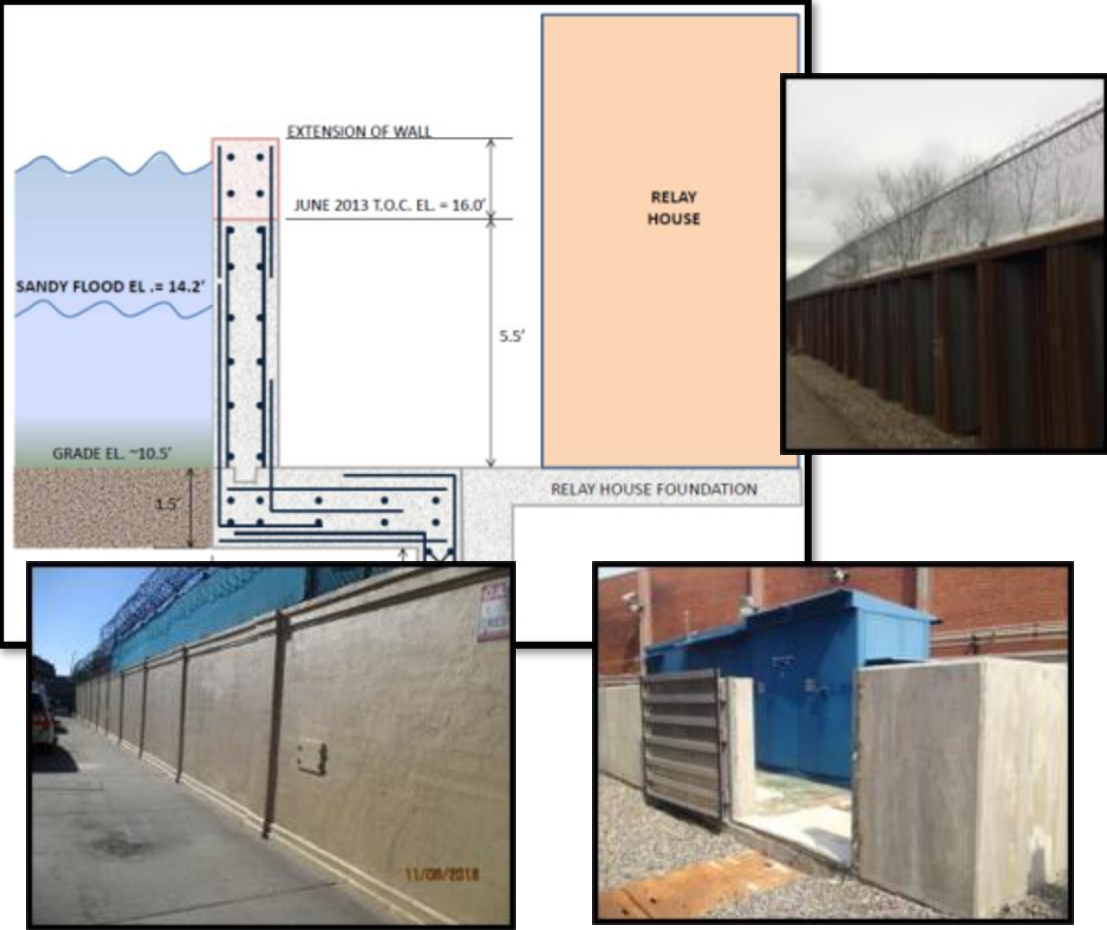 EXTENSION OF WALL
JUNE 2013 T.O.C. EL. = 16.0'
RELAY
HOUSE
SANDY FLOOD EL .= 14.2'
5.5'
GRADE EL. ~10.5'
1.5'
RELAY HOUSE FOUNDATION
11/06/2018